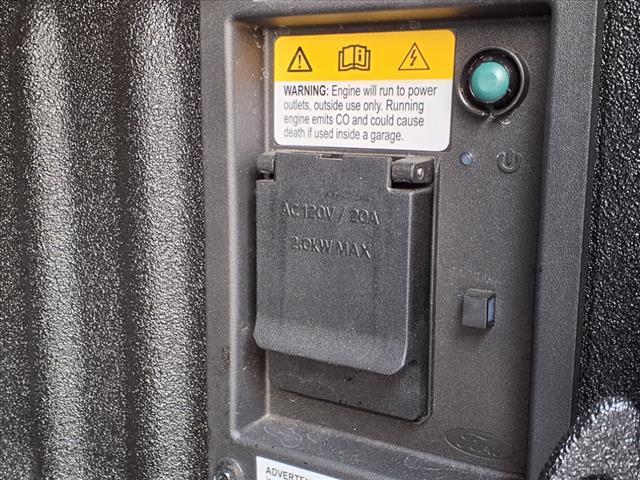 WARNING: Engine will run to power
outlets, outside use only. Running
engine emits CO and could cause
death if used inside a garage.
AC 120V / 20A
2.0kW MAX
Ford